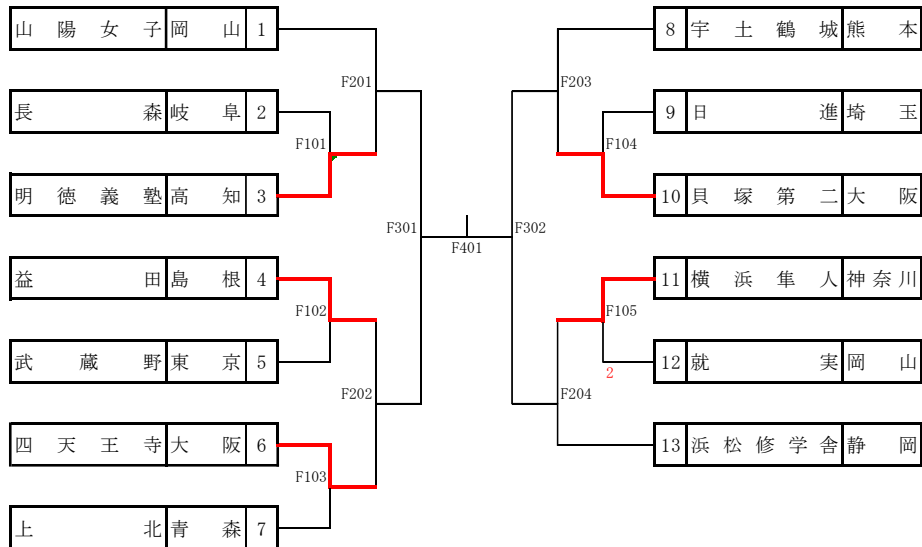 山陽女子 岡山 1
長森 岐阜 2
明徳義塾 高知 3
益田 島根 4
武蔵野 東京 5
四天王寺 大阪 6
上北 青森 7
F201
F101
F301
F102
F202
F103
F401
8 宇土鶴城 熊本
9 日進 埼玉
10 貝塚第二 大阪
11 横浜隼人 神奈川
12 就実 岡山
13 浜松修学舎 静岡
F203
F104
F302
F105
2
F204